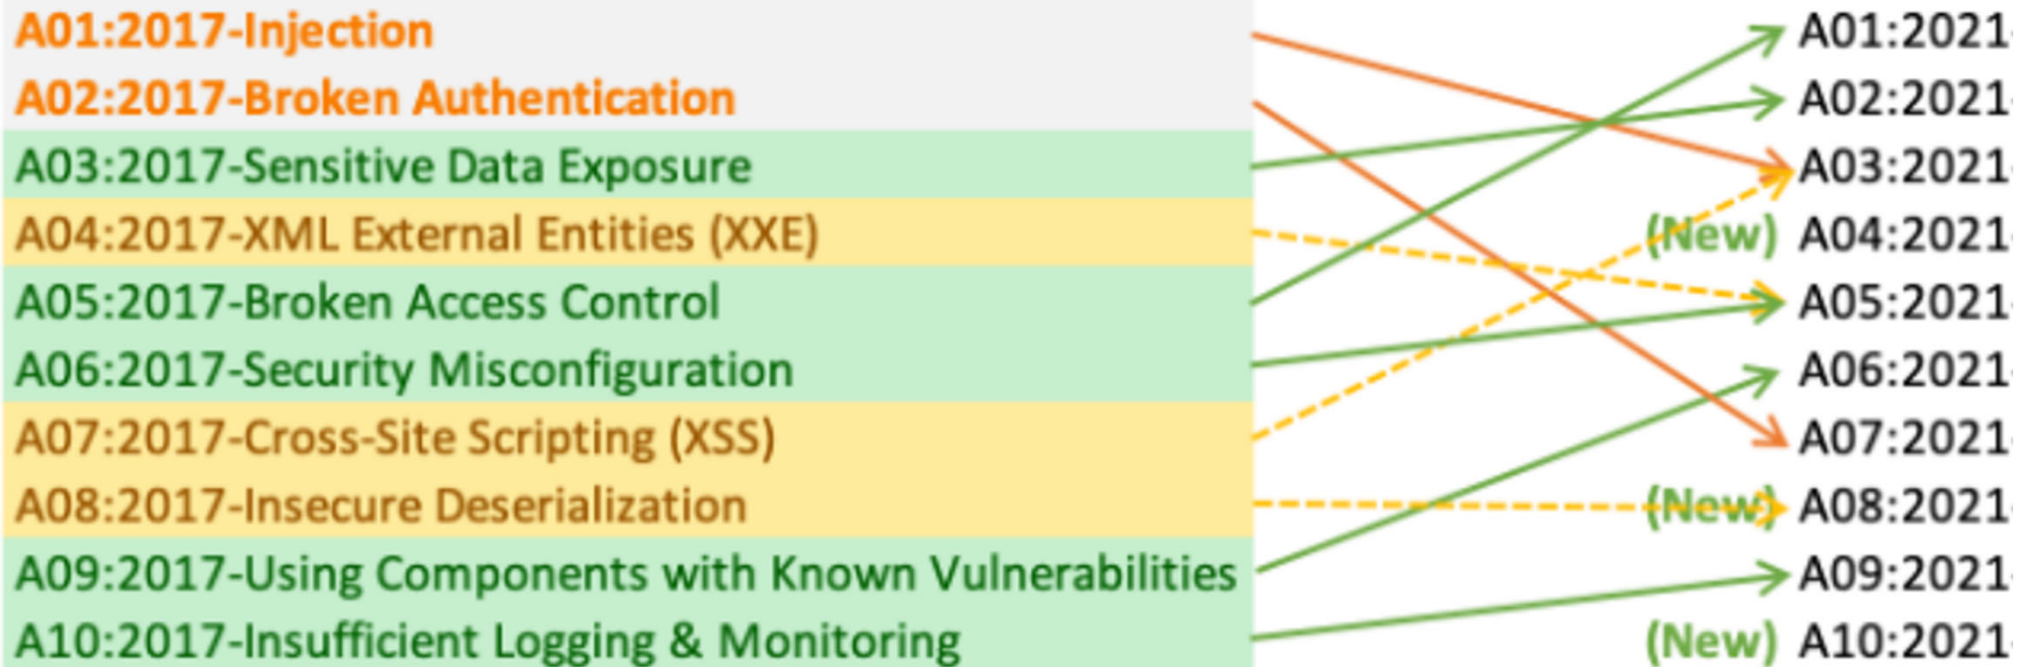 A01:2017-Injection A01:2021-
A02:2017-Broken Authentication A02:2021-
A03:2017-Sensitive Data Exposure A03:2021-
A04:2017-XML External Entities (XXE) (New) A04:2021-
A05:2017-Broken Access Control A05:2021-
A06:2017-Security Misconfiguration A06:2021-
A07:2017-Cross-Site Scripting (XSS) A07:2021-
A08:2017-Insecure Deserialization (New) A08:2021-
A09:2017-Using Components with Known Vulnerabilities A09:2021-
A10:2017-Insufficient Logging & Monitoring (New) A10:2021-